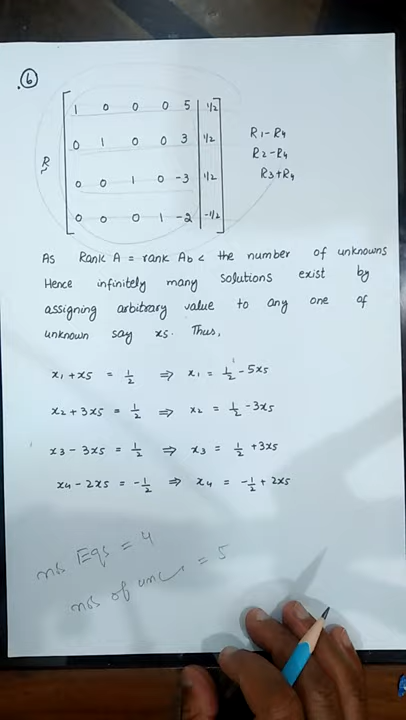 6
1 0 0 0 5 1/2
0 1 0 0 3 1/2
0 0 1 0 -3 1/2
0 0 0 1 -2 -1/2
R
R1-R4
R2-R4
R3+R4
As Rank A = rank Ab < the number of unknowns
Hence infinitely many solutions exist by
assigning arbitrary value to any one of
unknown say x5. Thus,
x1 + x5 = 1/2 ⇒ x1 = 1/2 - 5x5
x2 + 3x5 = 1/2 ⇒ x2 = 1/2 - 3x5
x3 - 3x5 = 1/2 ⇒ x3 = 1/2 + 3x5
x4 - 2x5 = -1/2 ⇒ x4 = -1/2 + 2x5
nos Eqs = 4
nos of unc = 5